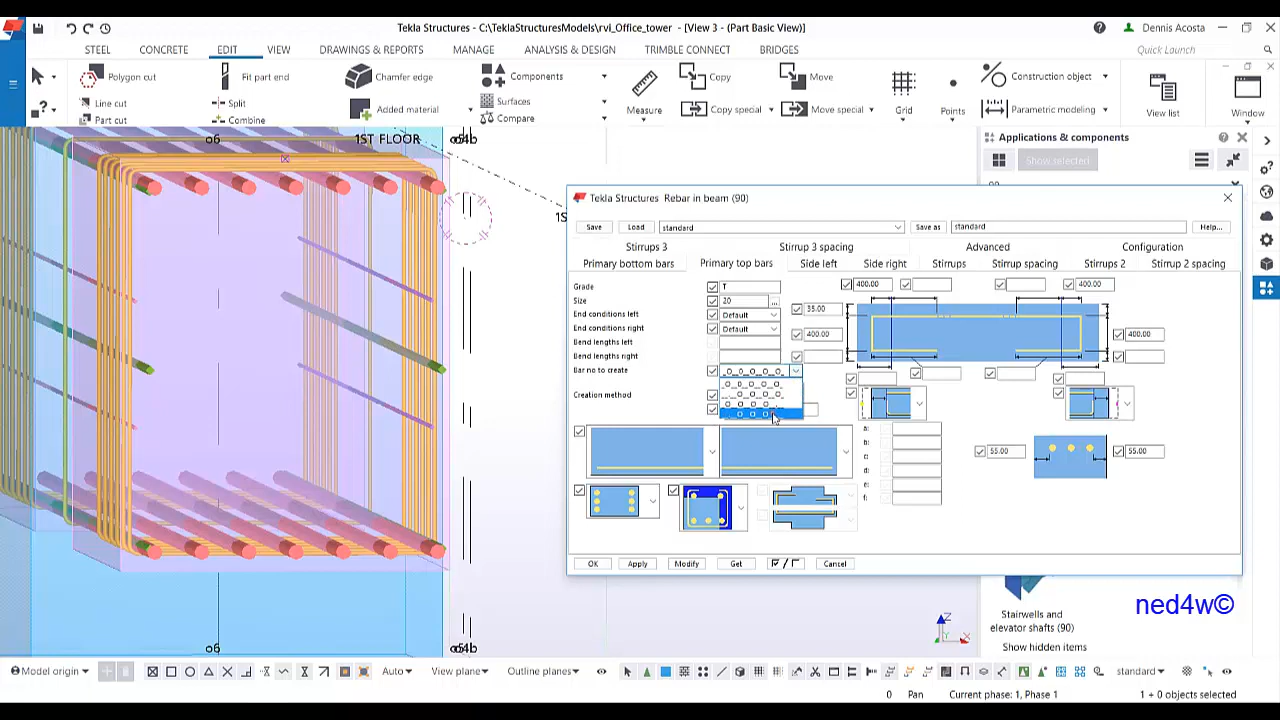 Tekla Structures - C:\TeklaStructuresModels\rvi_Office_tower - [View 3 - (Part Basic View)]
Dennis Acosta
STEEL CONCRETE EDIT VIEW DRAWINGS & REPORTS MANAGE ANALYSIS & DESIGN TRIMBLE CONNECT BRIDGES
Quick Launch
Polygon cut Fit part end Chamfer edge Components Copy Move Construction object
Line cut Split Added material Surfaces Measure Copy special Move special Grid Points Parametric modeling View list Window
Part cut Combine Compare
o6 1ST FLOOR
Applications & components
Show selected
Tekla Structures Rebar in beam (90)
Save Load standard Save as standard Help...
Stirrups 3 Stirrup 3 spacing Advanced Configuration
Primary bottom bars Primary top bars Side left Side right Stirrups Stirrup spacing Stirrups 2 Stirrup 2 spacing
Grade T 400.00 400.00
Size 20 ... 35.00
End conditions left Default
End conditions right Default 400.00 400.00
Bend lengths left
Bend lengths right
Bar no to create
Creation method
a:
b:
c: 55.00 55.00
d:
e:
f:
OK Apply Modify Get Cancel
ned4w©
Stairwells and
elevator shafts (90)
Show hidden items
o6
Model origin Auto View plane Outline planes standard
0 Pan Current phase: 1, Phase 1 1 + 0 objects selected